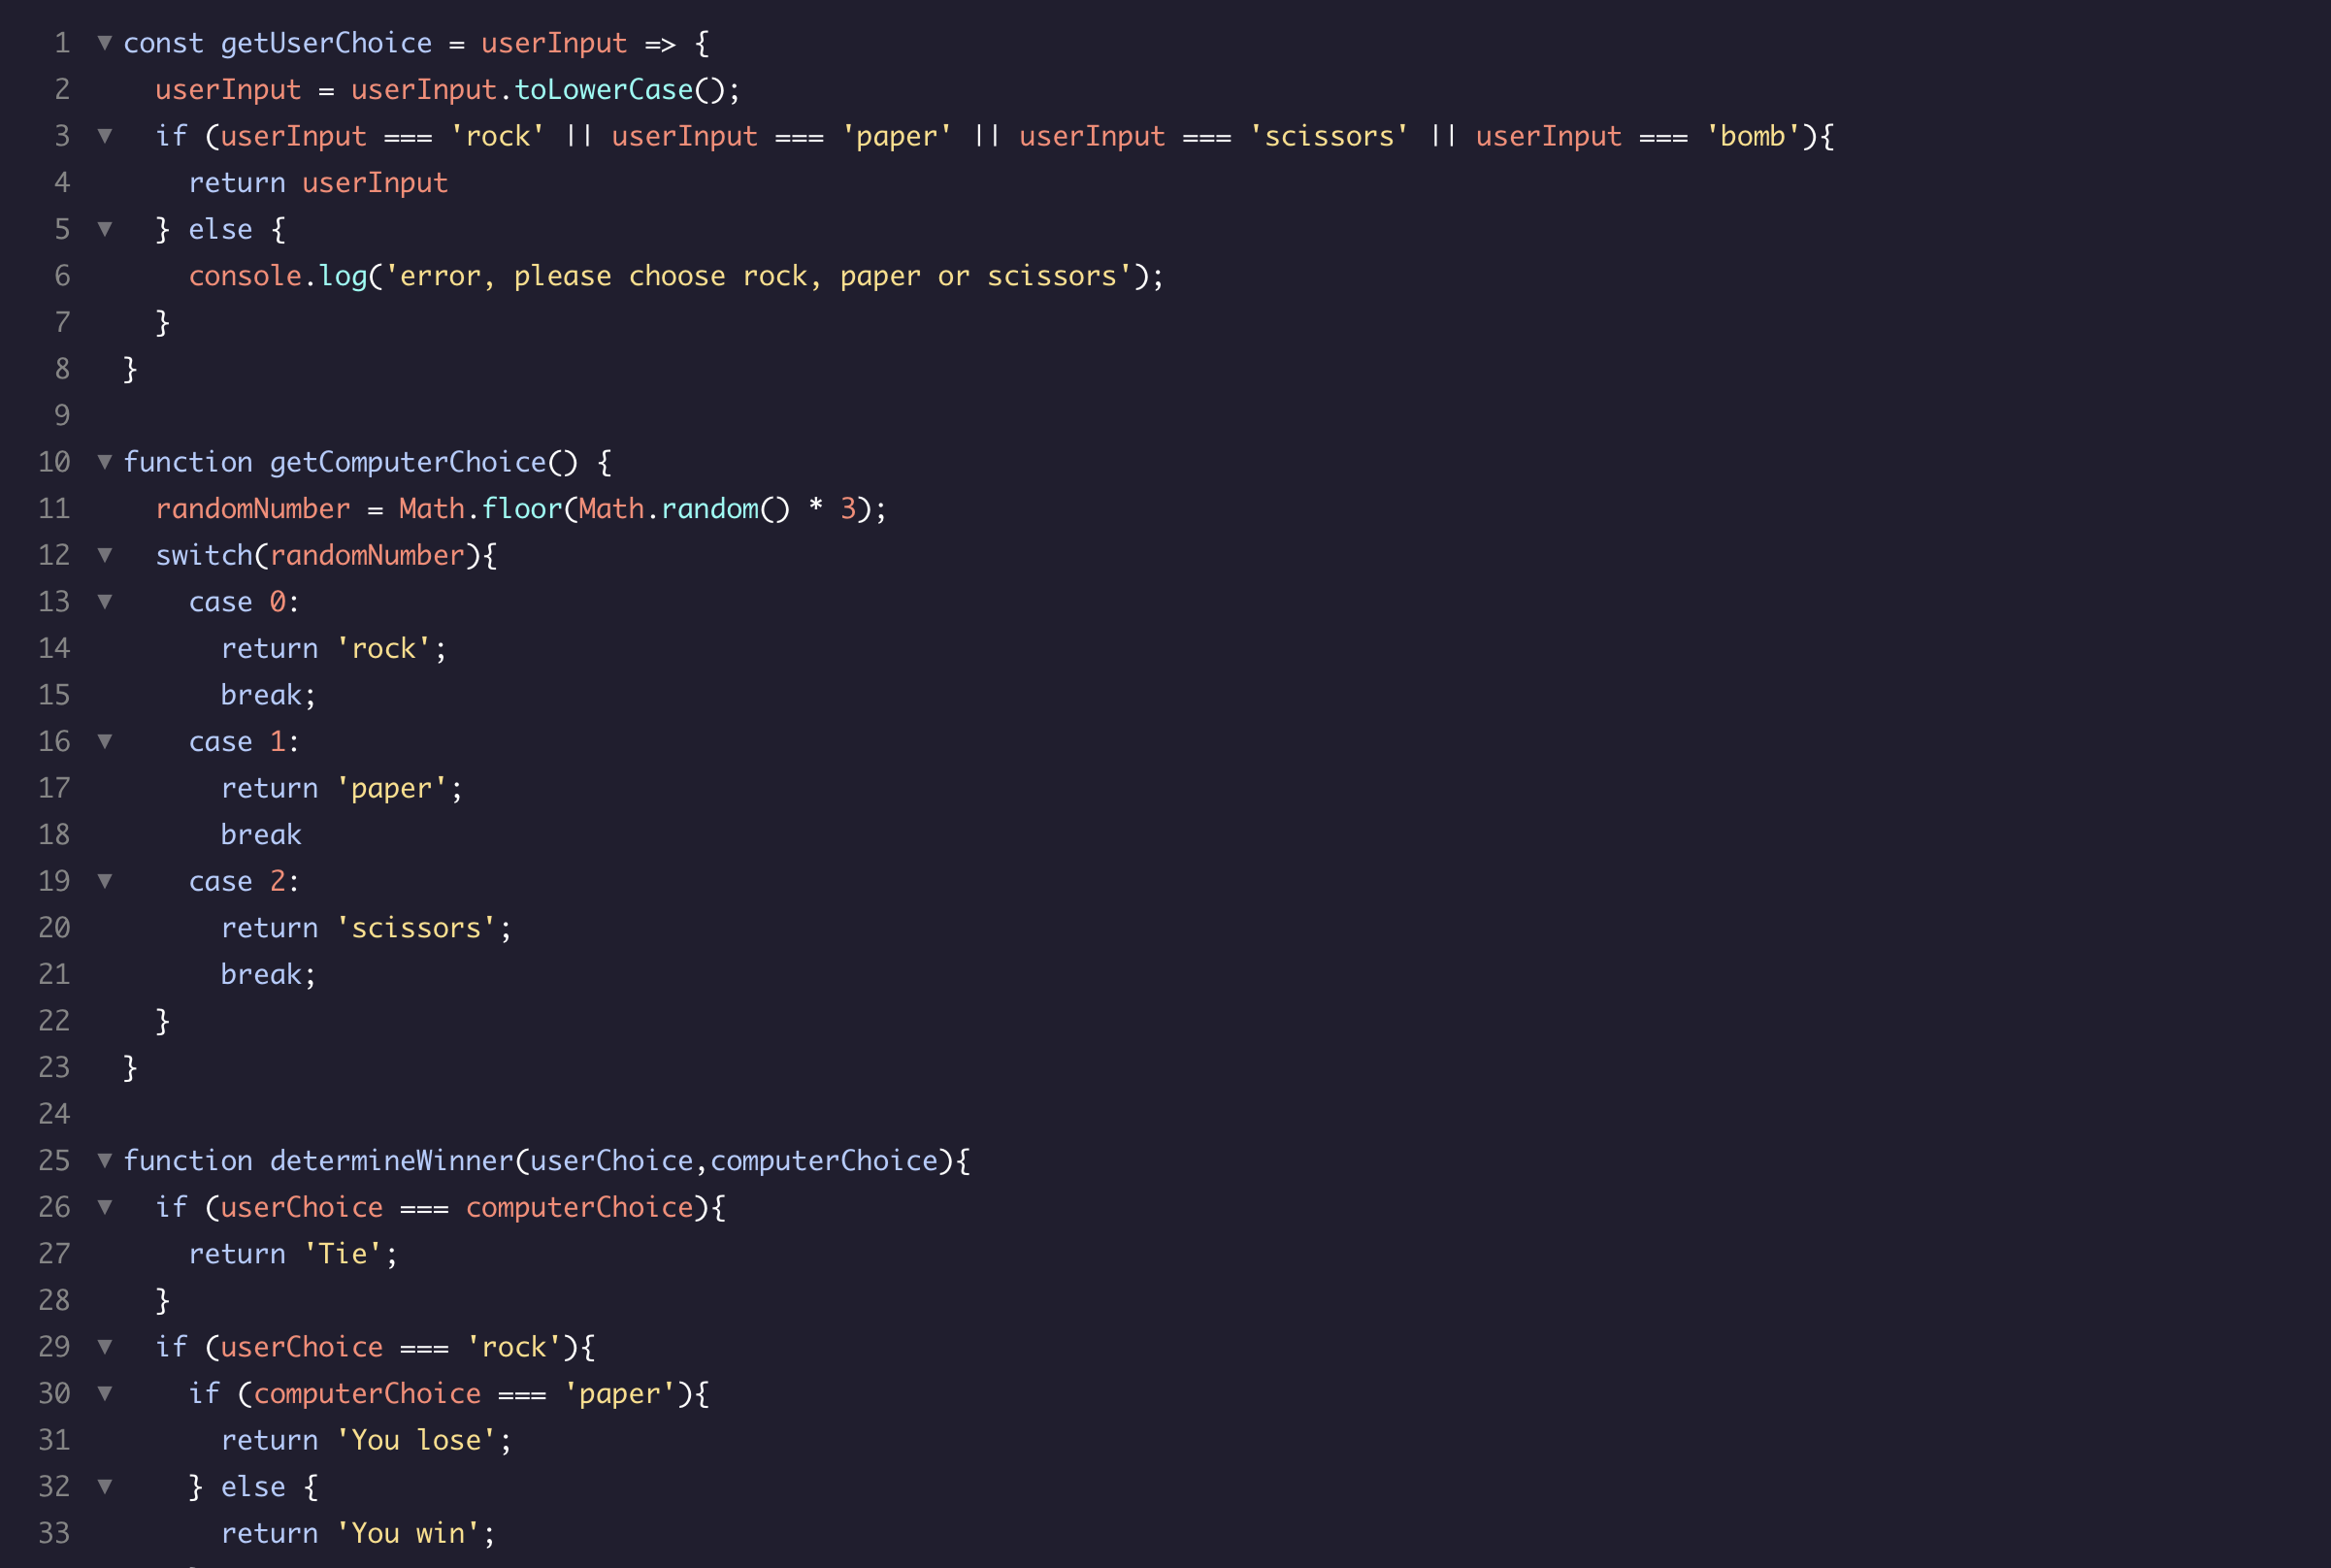 1 ▼ const getUserChoice = userInput => {
2 userInput = userInput.toLowerCase();
3 ▼ if (userInput === 'rock' || userInput === 'paper' || userInput === 'scissors' || userInput === 'bomb'){
4 return userInput
5 ▼ } else {
6 console.log('error, please choose rock, paper or scissors');
7 }
8 }
9
10 ▼ function getComputerChoice() {
11 randomNumber = Math.floor(Math.random() * 3);
12 ▼ switch(randomNumber){
13 ▼ case 0:
14 return 'rock';
15 break;
16 ▼ case 1:
17 return 'paper';
18 break
19 ▼ case 2:
20 return 'scissors';
21 break;
22 }
23 }
24
25 ▼ function determineWinner(userChoice,computerChoice){
26 ▼ if (userChoice === computerChoice){
27 return 'Tie';
28 }
29 ▼ if (userChoice === 'rock'){
30 ▼ if (computerChoice === 'paper'){
31 return 'You lose';
32 ▼ } else {
33 return 'You win';